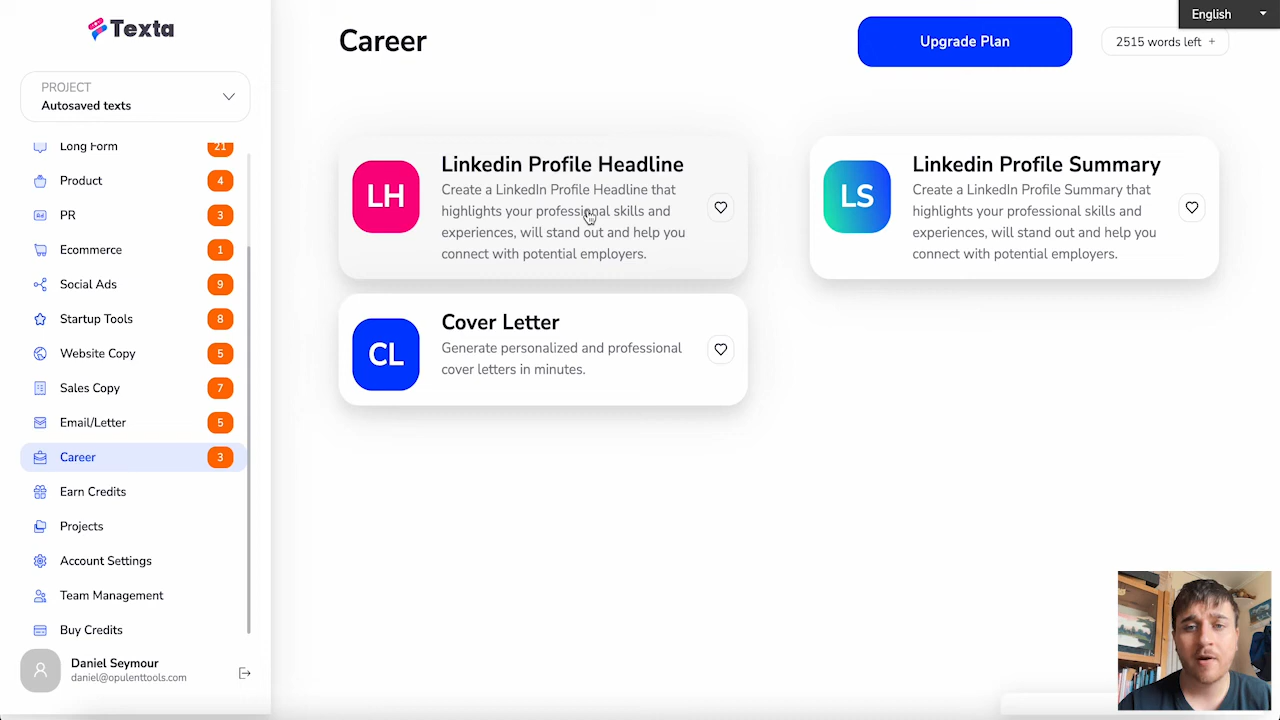 Texta
PROJECT
Autosaved texts
Long Form 21
Product 4
PR 3
Ecommerce 1
Social Ads 9
Startup Tools 8
Website Copy 5
Sales Copy 7
Email/Letter 5
Career 3
Earn Credits
Projects
Account Settings
Team Management
Buy Credits
Daniel Seymour
daniel@opulenttools.com
Career
Upgrade Plan
2515 words left +
English
LH
Linkedin Profile Headline
Create a LinkedIn Profile Headline that
highlights your professional skills and
experiences, will stand out and help you
connect with potential employers.
LS
Linkedin Profile Summary
Create a LinkedIn Profile Summary that
highlights your professional skills and
experiences, will stand out and help you
connect with potential employers.
CL
Cover Letter
Generate personalized and professional
cover letters in minutes.